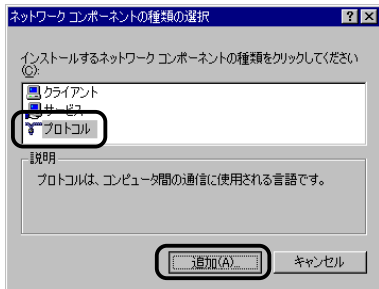 ネットワーク コンポーネントの種類の選択
インストールするネットワーク コンポーネントの種類をクリックしてください
(C):
クライアント
サービス
プロトコル
説明
プロトコルは、コンピュータ間の通信に使用される言語です。
追加(A)...
キャンセル